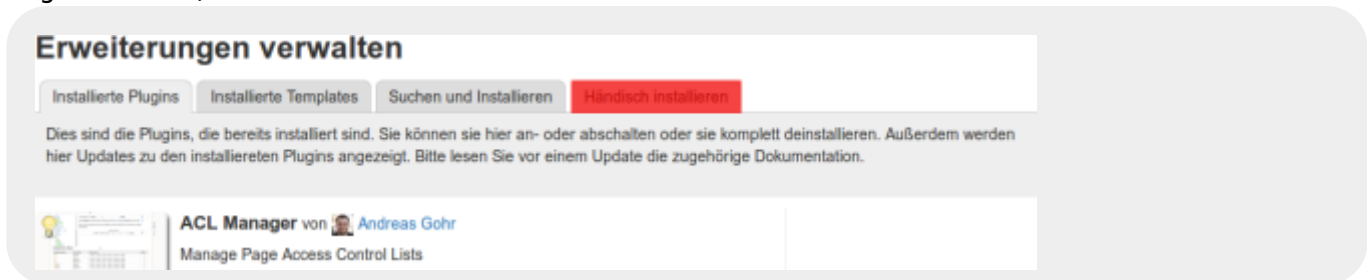 Erweiterungen verwalten
Installierte Plugins Installierte Templates Suchen und Installieren Händisch installieren
Dies sind die Plugins, die bereits installiert sind. Sie können sie hier an- oder abschalten oder sie komplett deinstallieren. Außerdem werden
hier Updates zu den installiereten Plugins angezeigt. Bitte lesen Sie vor einem Update die zugehörige Dokumentation.
ACL Manager von Andreas Gohr
Manage Page Access Control Lists